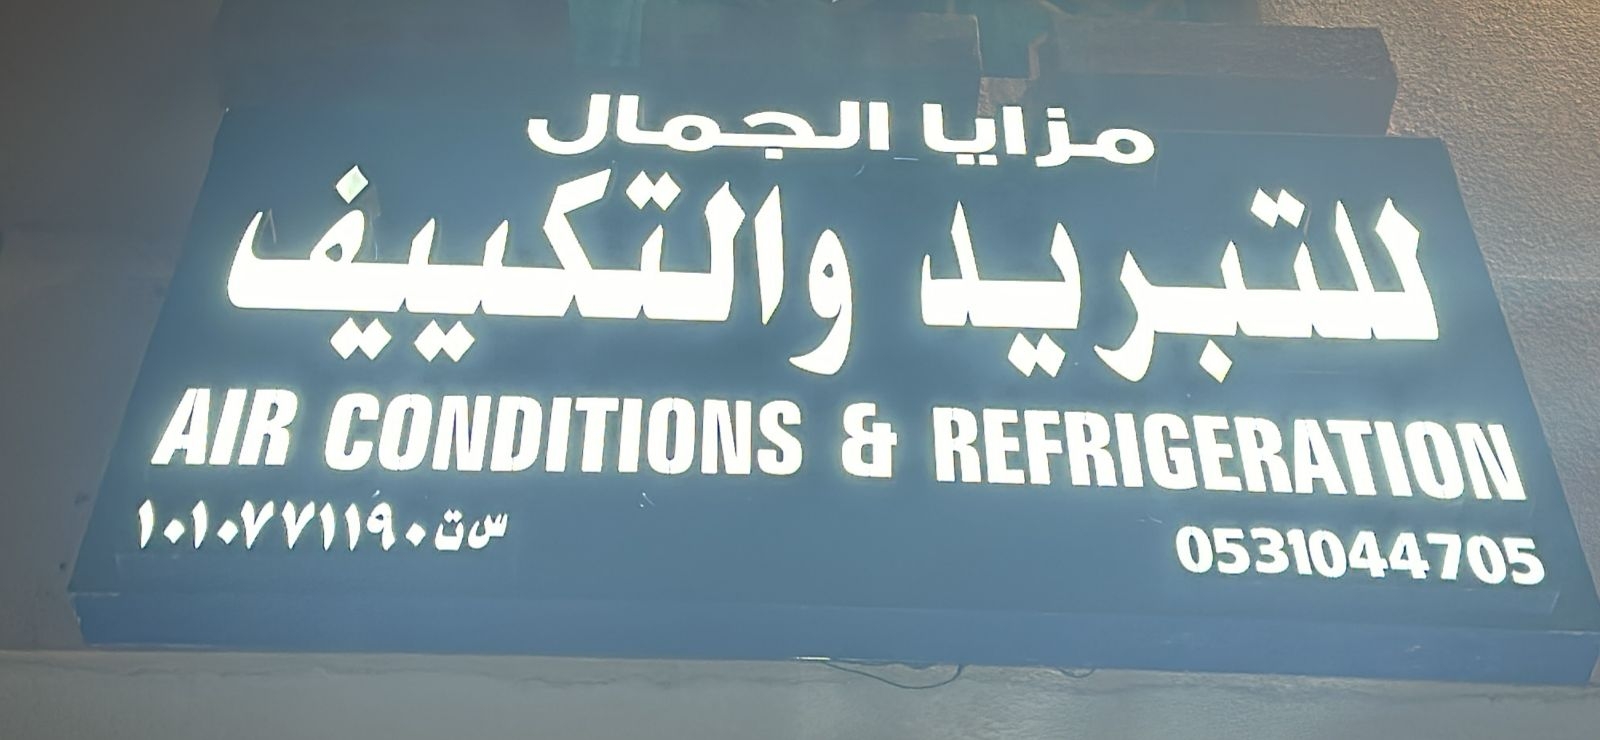 مزايا الجمال
للتبريد والتكييف
AIR CONDITIONS & REFRIGERATION
س ت ١٠١٠٧٧١١٩٠
0531044705